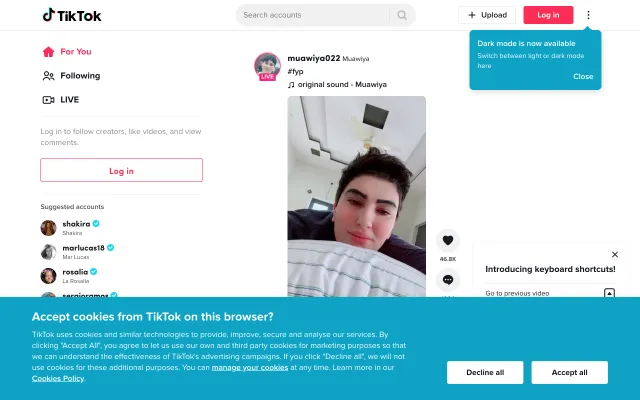 TikTok
Search accounts
Upload
Log in
Dark mode is now available
Switch between light or dark mode
here
Close
For You
Following
LIVE
Log in to follow creators, like videos, and view
comments.
Log in
Suggested accounts
shakira
Shakira
marlucas18
Mar Lucas
rosalia
La Rosalia
sergioramos
muawiya022 Muawiya
#fyp
original sound - Muawiya
LIVE
46.8K
Introducing keyboard shortcuts!
Go to previous video
Accept cookies from TikTok on this browser?
TikTok uses cookies and similar technologies to provide, improve, secure and analyse our services. By
clicking "Accept All", you agree to let us use our own and third party cookies for marketing purposes so that
we can understand the effectiveness of TikTok's advertising campaigns. If you click "Decline all", we will
not use cookies for these additional purposes. You can manage your cookies at any time. Learn more in our
Cookies Policy.
Decline all
Accept all